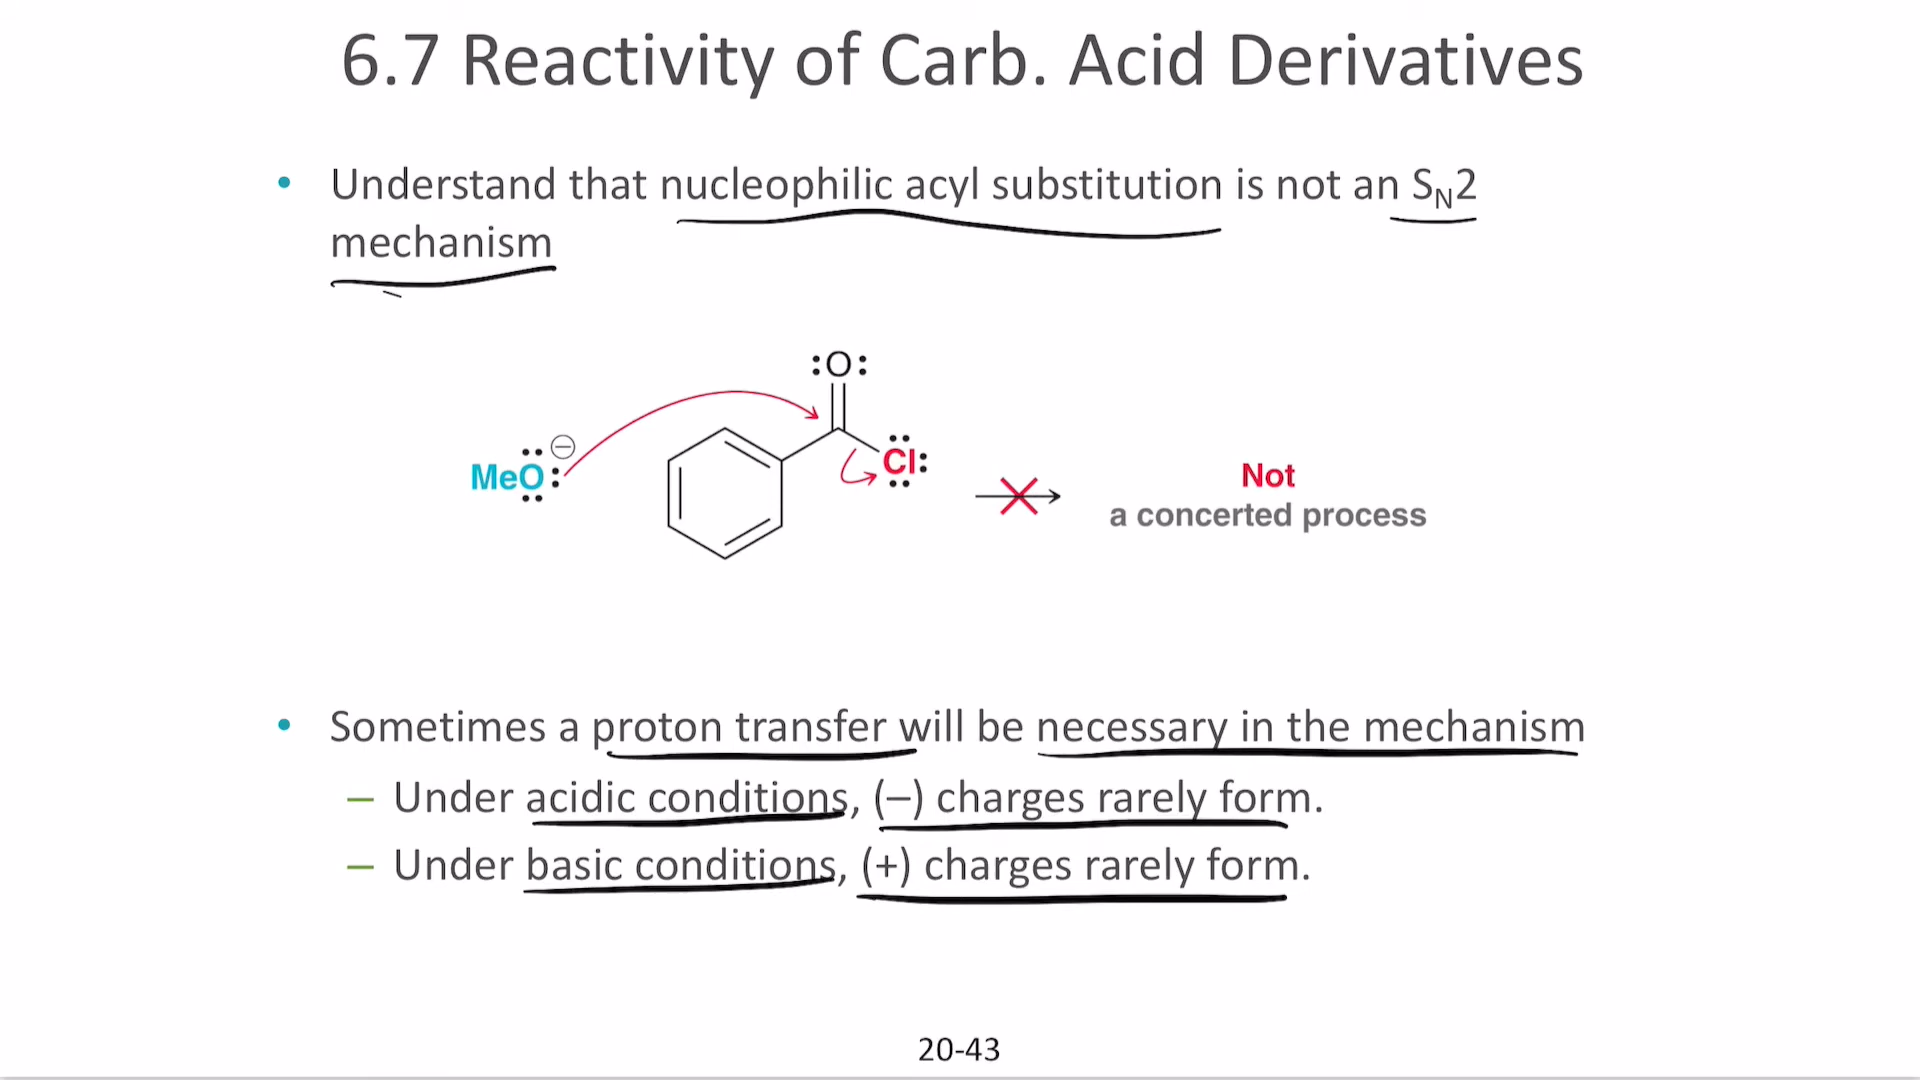 6.7 Reactivity of Carb. Acid Derivatives
• Understand that nucleophilic acyl substitution is not an SN2
mechanism
:O:
MeO:⊖
Cl:
Not
a concerted process
• Sometimes a proton transfer will be necessary in the mechanism
– Under acidic conditions, (–) charges rarely form.
– Under basic conditions, (+) charges rarely form.
20-43